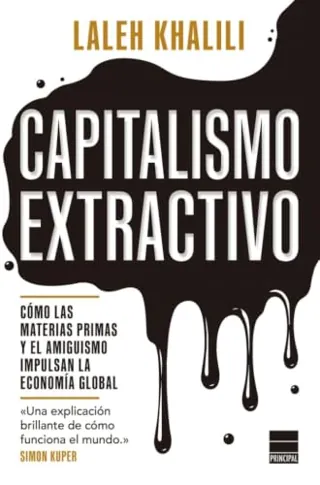 LALEH KHALILI
CAPITALISMO
EXTRACTIVO
CÓMO LAS
MATERIAS PRIMAS
Y EL AMIGUISMO
IMPULSAN LA
ECONOMÍA GLOBAL
«Una explicación
brillante de cómo
funciona el mundo.»
SIMON KUPER
PRINCIPAL